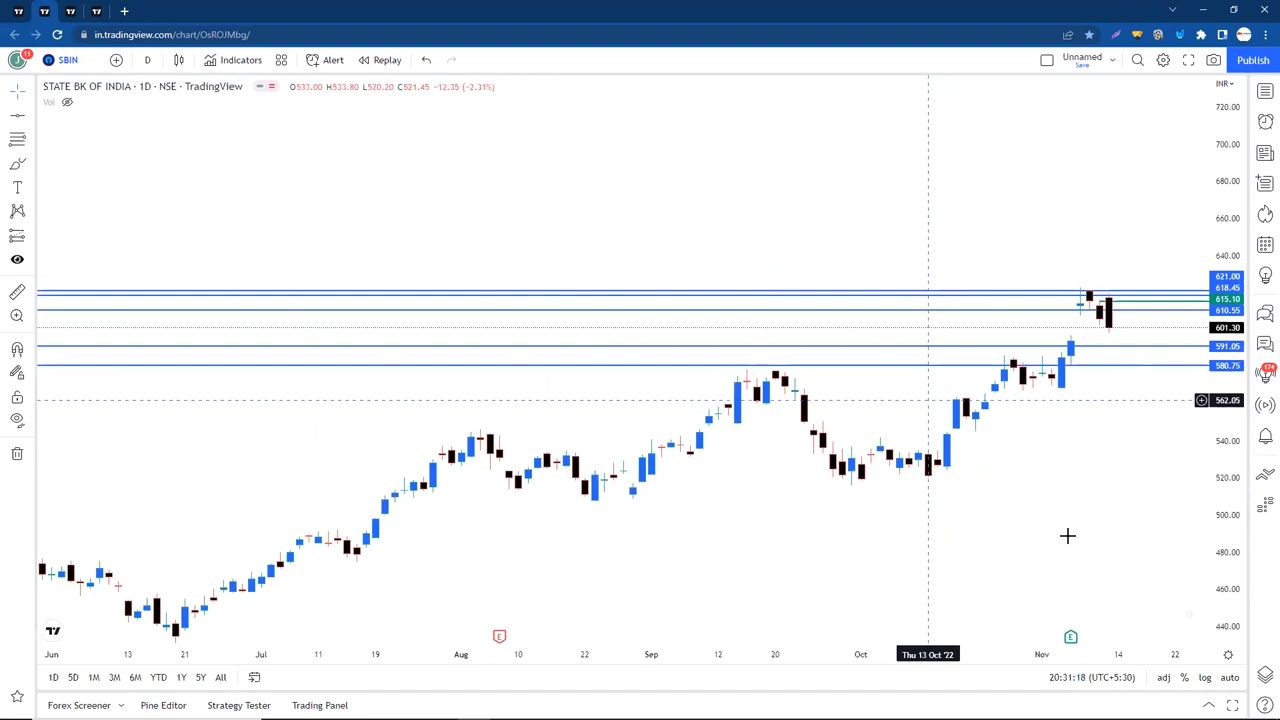 in.tradingview.com/chart/OsROJMbg/
11
SBIN
D
Indicators
Alert
Replay
Unnamed
Save
Publish
STATE BK OF INDIA · 1D · NSE · TradingView
O533.00 H533.80 L520.20 C521.45 −12.35 (−2.31%)
Vol
INR
720.00
700.00
680.00
660.00
640.00
621.00
618.45
615.10
610.55
601.30
591.05
580.75
562.05
540.00
520.00
500.00
480.00
460.00
440.00
174
E
E
Jun 13 21 Jul 11 19 Aug 10 22 Sep 12 20 Oct Thu 13 Oct '22 Nov 14 22
1D 5D 1M 3M 6M YTD 1Y 5Y All
20:31:18 (UTC+5:30)
adj % log auto
Forex Screener Pine Editor Strategy Tester Trading Panel